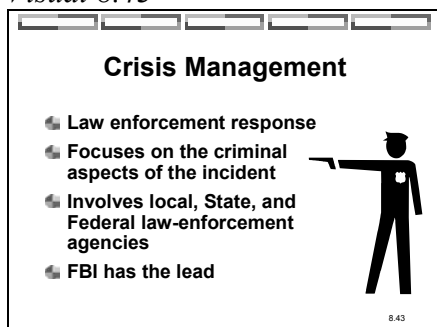 Visual 8.43
Crisis Management
Law enforcement response
Focuses on the criminal
aspects of the incident
Involves local, State, and
Federal law-enforcement
agencies
FBI has the lead
8.43